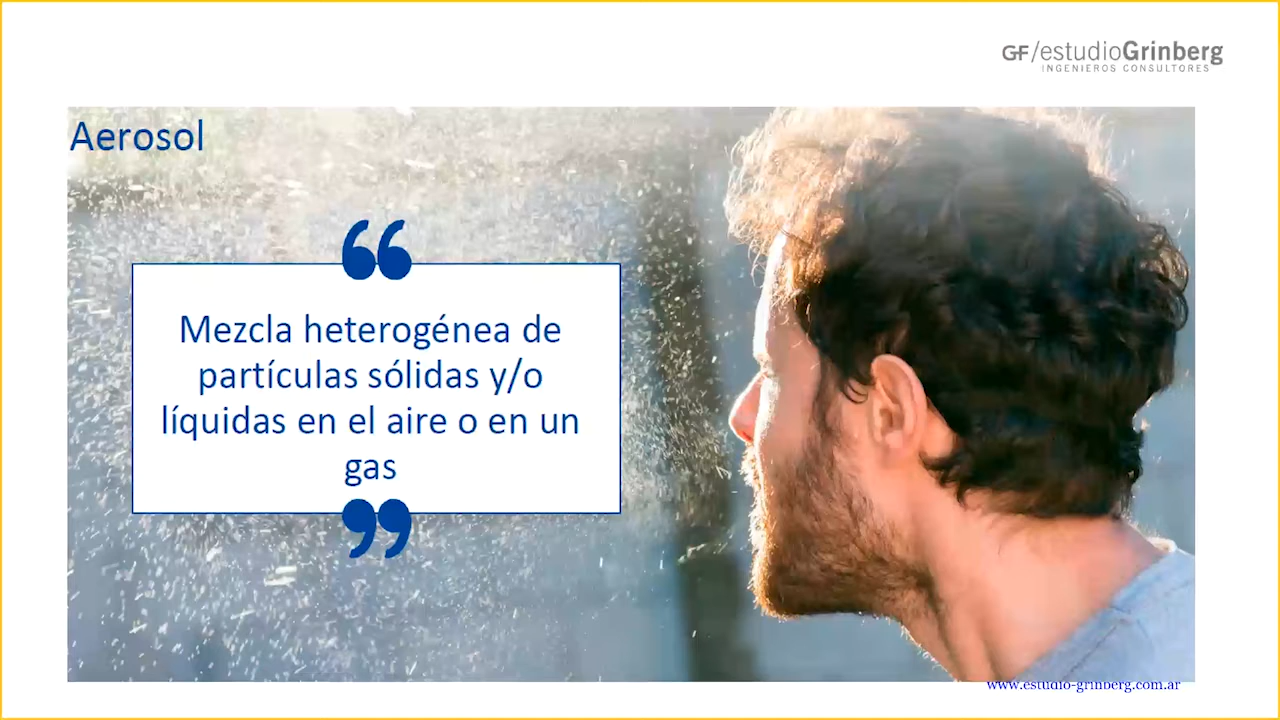 GF/estudioGrinberg
INGENIEROS CONSULTORES
Aerosol
“
Mezcla heterogénea de
partículas sólidas y/o
líquidas en el aire o en un
gas
”
www.estudio-grinberg.com.ar